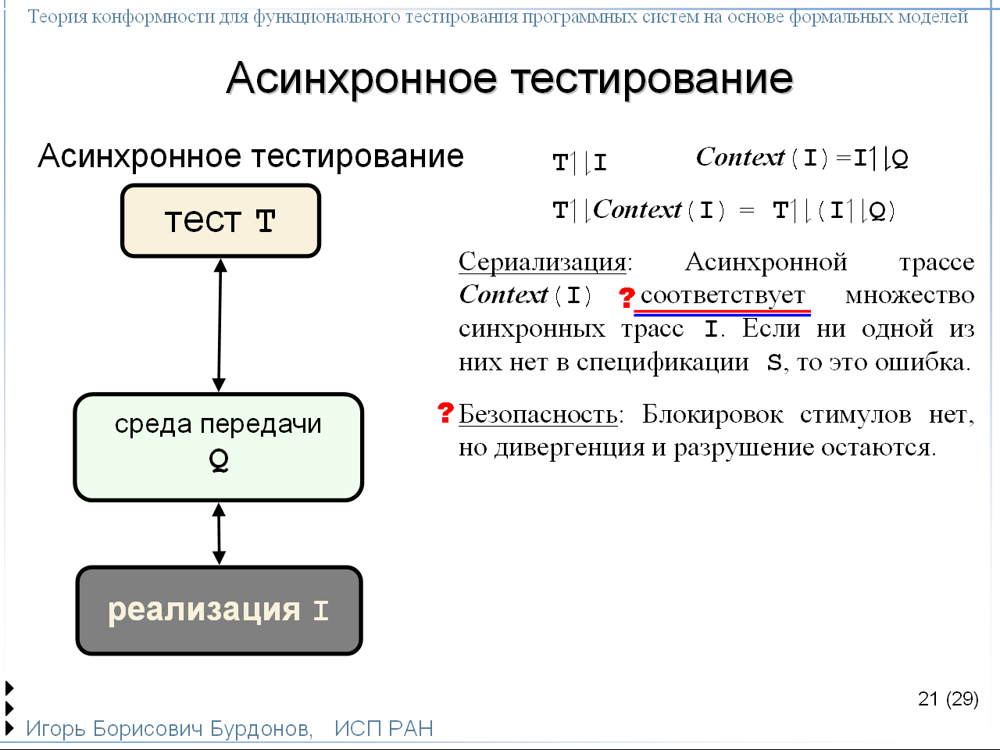 Теория конформности для функционального тестирования программных систем на основе формальных моделей
Асинхронное тестирование
Асинхронное тестирование
тест T
среда передачи
Q
реализация I
T↿⇂I
Context(I)=I↿⇂Q
T↿⇂Context(I) = T↿⇂(I↿⇂Q)
Сериализация: Асинхронной трассе
Context(I) ?соответствует множество
синхронных трасс I. Если ни одной из
них нет в спецификации S, то это ошибка.
? Безопасность: Блокировок стимулов нет,
но дивергенция и разрушение остаются.
21 (29)
Игорь Борисович Бурдонов, ИСП РАН